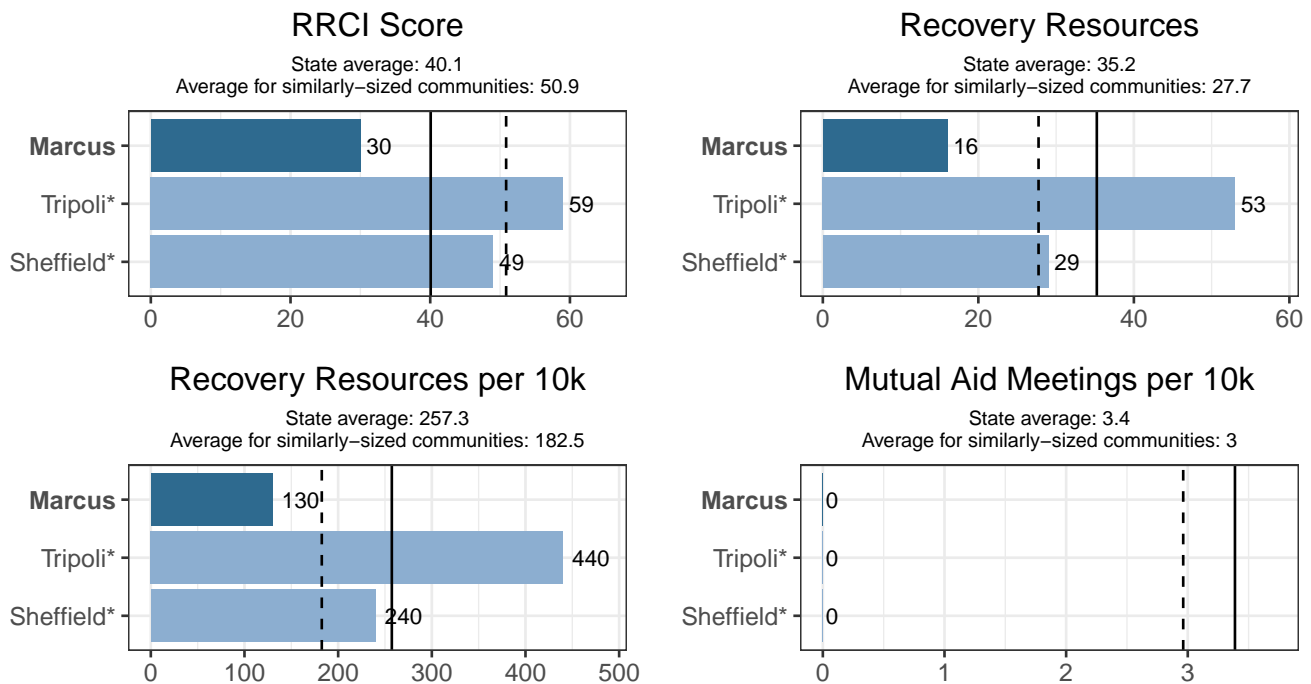 RRCI Score
State average: 40.1
Average for similarly−sized communities: 50.9
Marcus
30
Tripoli*
59
Sheffield*
49
0 20 40 60
Recovery Resources
State average: 35.2
Average for similarly−sized communities: 27.7
Marcus
16
Tripoli*
53
Sheffield*
29
0 20 40 60
Recovery Resources per 10k
State average: 257.3
Average for similarly−sized communities: 182.5
Marcus
130
Tripoli*
440
Sheffield*
240
0 100 200 300 400 500
Mutual Aid Meetings per 10k
State average: 3.4
Average for similarly−sized communities: 3
Marcus
0
Tripoli*
0
Sheffield*
0
0 1 2 3